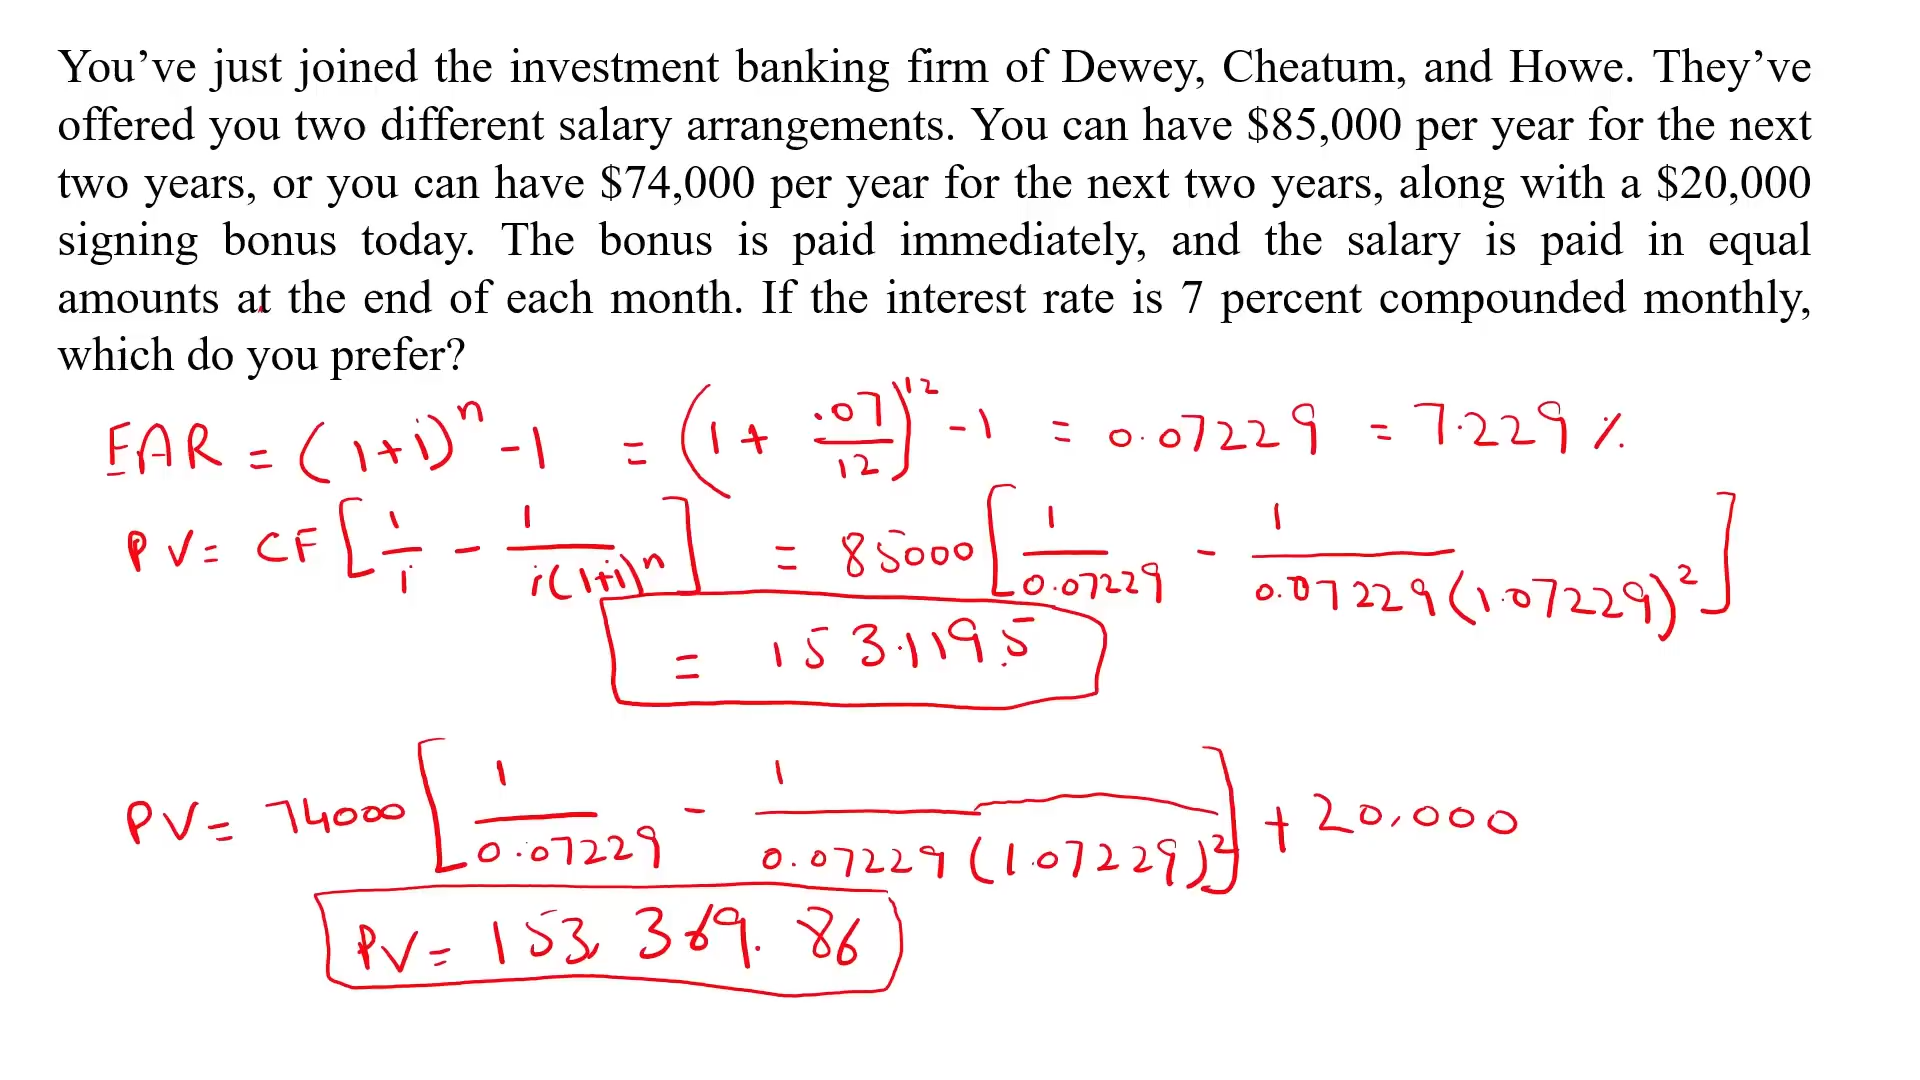 You’ve just joined the investment banking firm of Dewey, Cheatum, and Howe. They’ve
offered you two different salary arrangements. You can have $85,000 per year for the next
two years, or you can have $74,000 per year for the next two years, along with a $20,000
signing bonus today. The bonus is paid immediately, and the salary is paid in equal
amounts at the end of each month. If the interest rate is 7 percent compounded monthly,
which do you prefer?
EAR = (1+i)^n - 1 = (1 + .07/12)^12 - 1 = 0.07229 = 7.229 %
PV = CF [1/i - 1/i(1+i)^n] = 85000 [1/0.07229 - 1/0.07229(1.07229)^2]
= 153,119.5
PV = 74000 [1/0.07229 - 1/0.07229(1.07229)^2] + 20,000
PV = 153,369.86